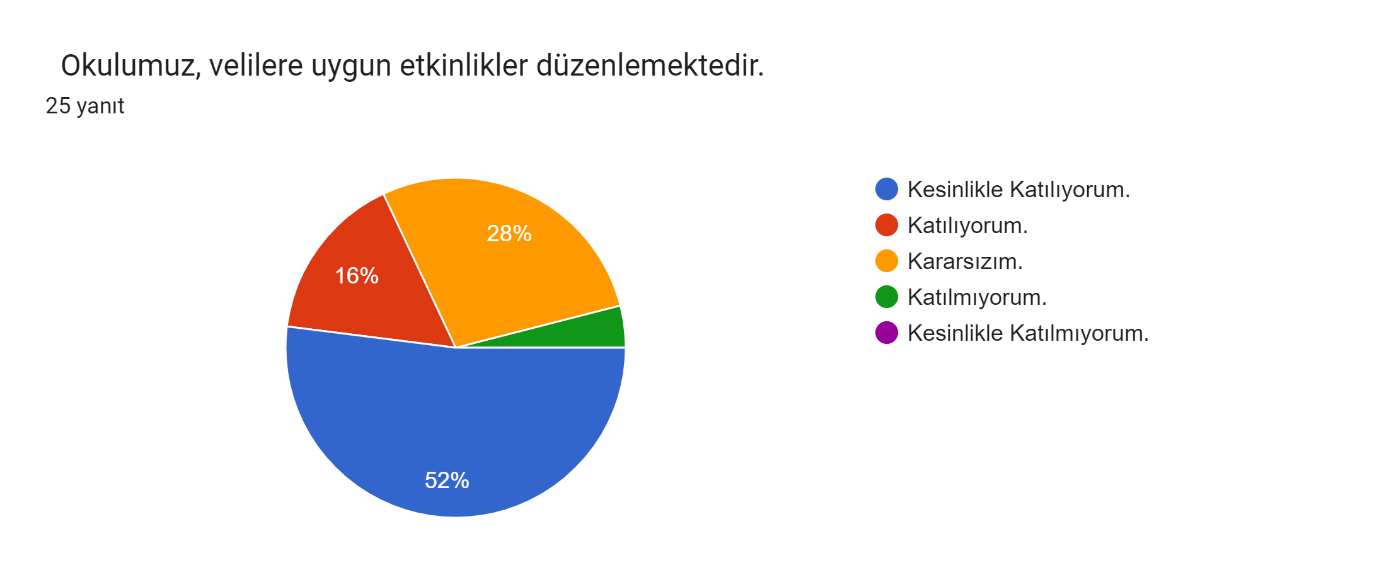 Okulumuz, velilere uygun etkinlikler düzenlemektedir.
25 yanıt
28%
16%
52%
Kesinlikle Katılıyorum.
Katılıyorum.
Kararsızım.
Katılmıyorum.
Kesinlikle Katılmıyorum.